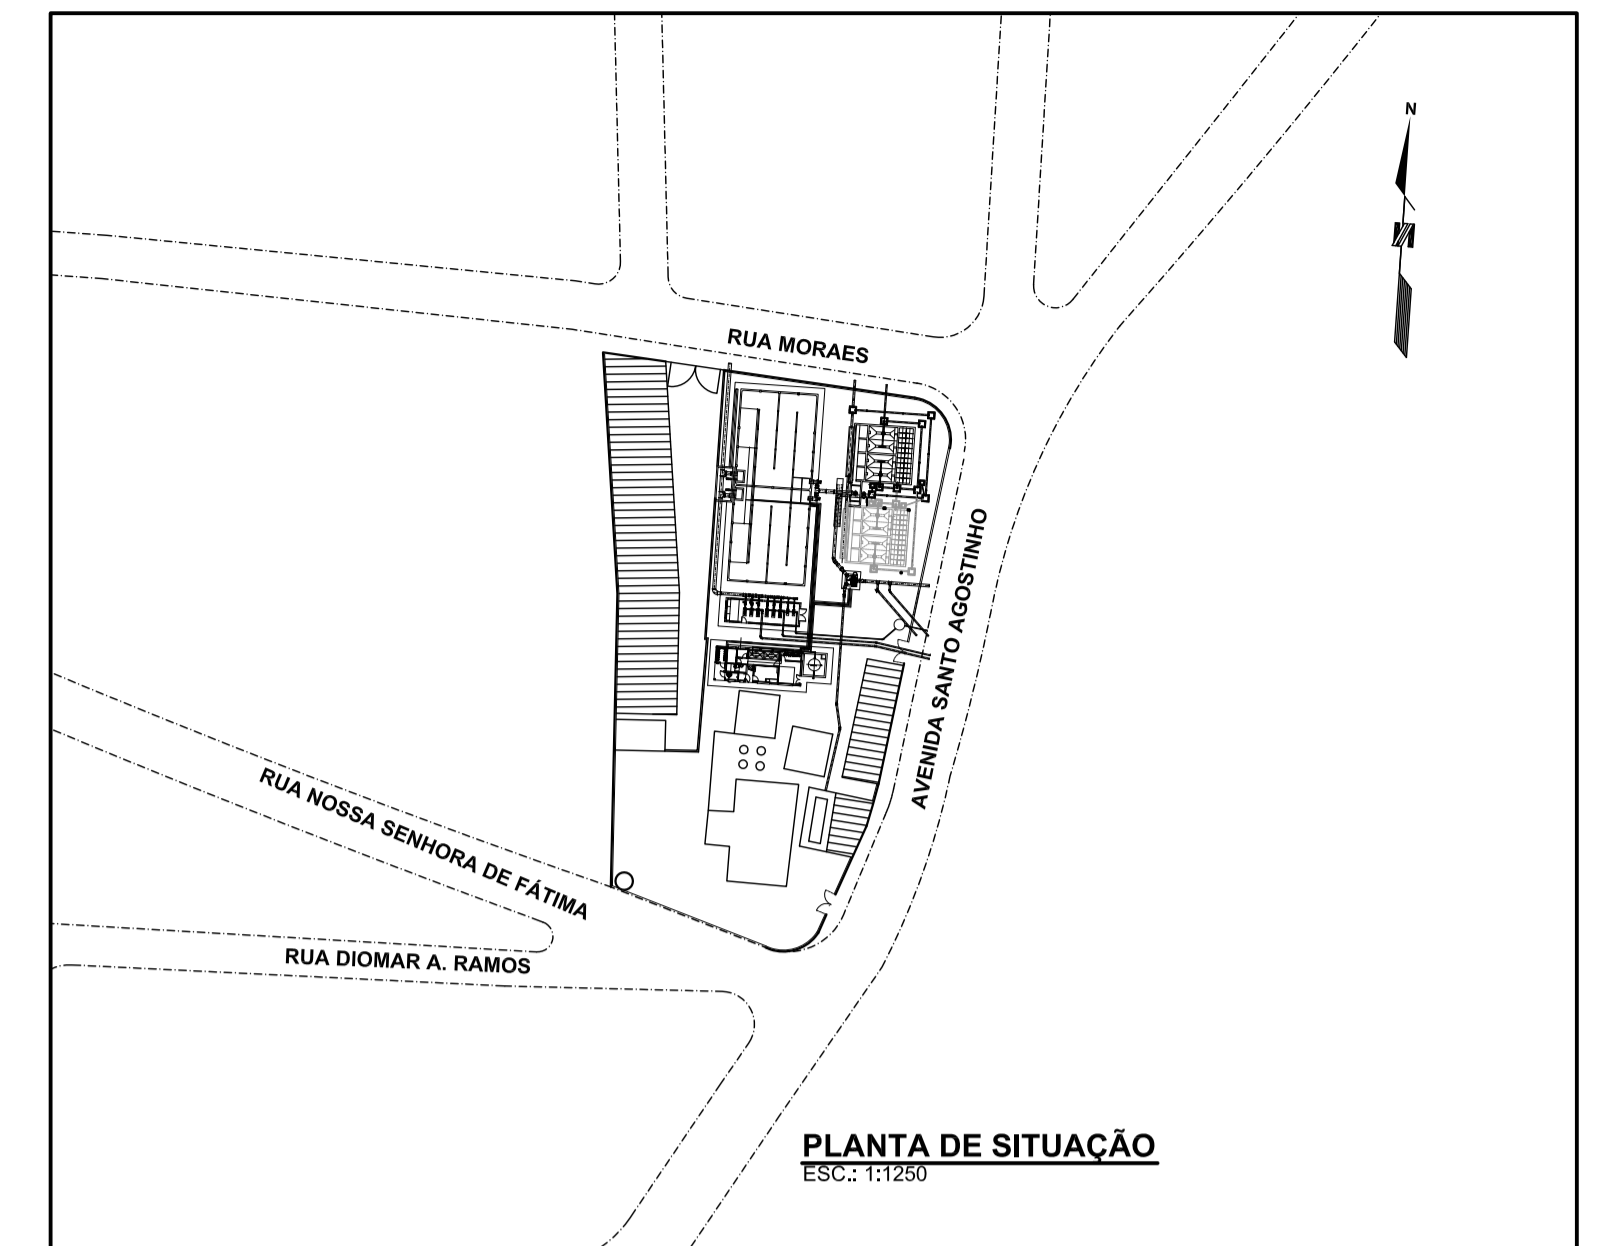 N
RUA MORAES
AVENIDA SANTO AGOSTINHO
RUA NOSSA SENHORA DE FÁTIMA
RUA DIOMAR A. RAMOS
PLANTA DE SITUAÇÃO
ESC.: 1:1250